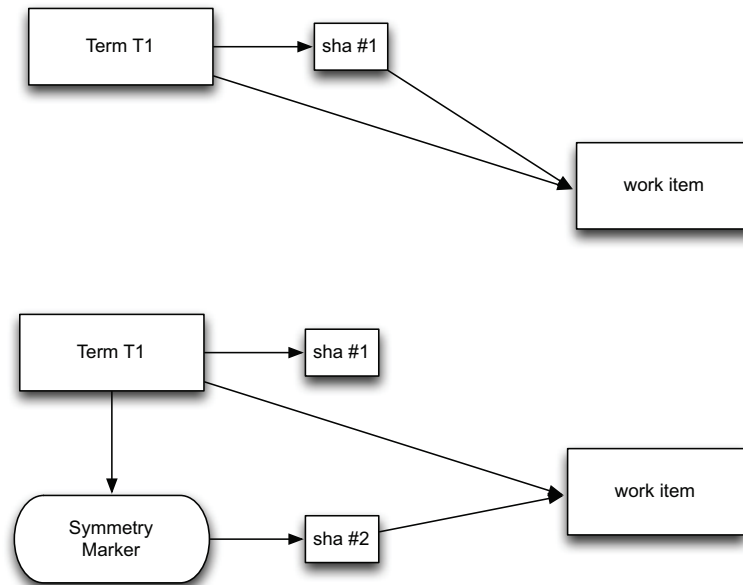 Term T1
sha #1
work item
Term T1
sha #1
work item
Symmetry
Marker
sha #2